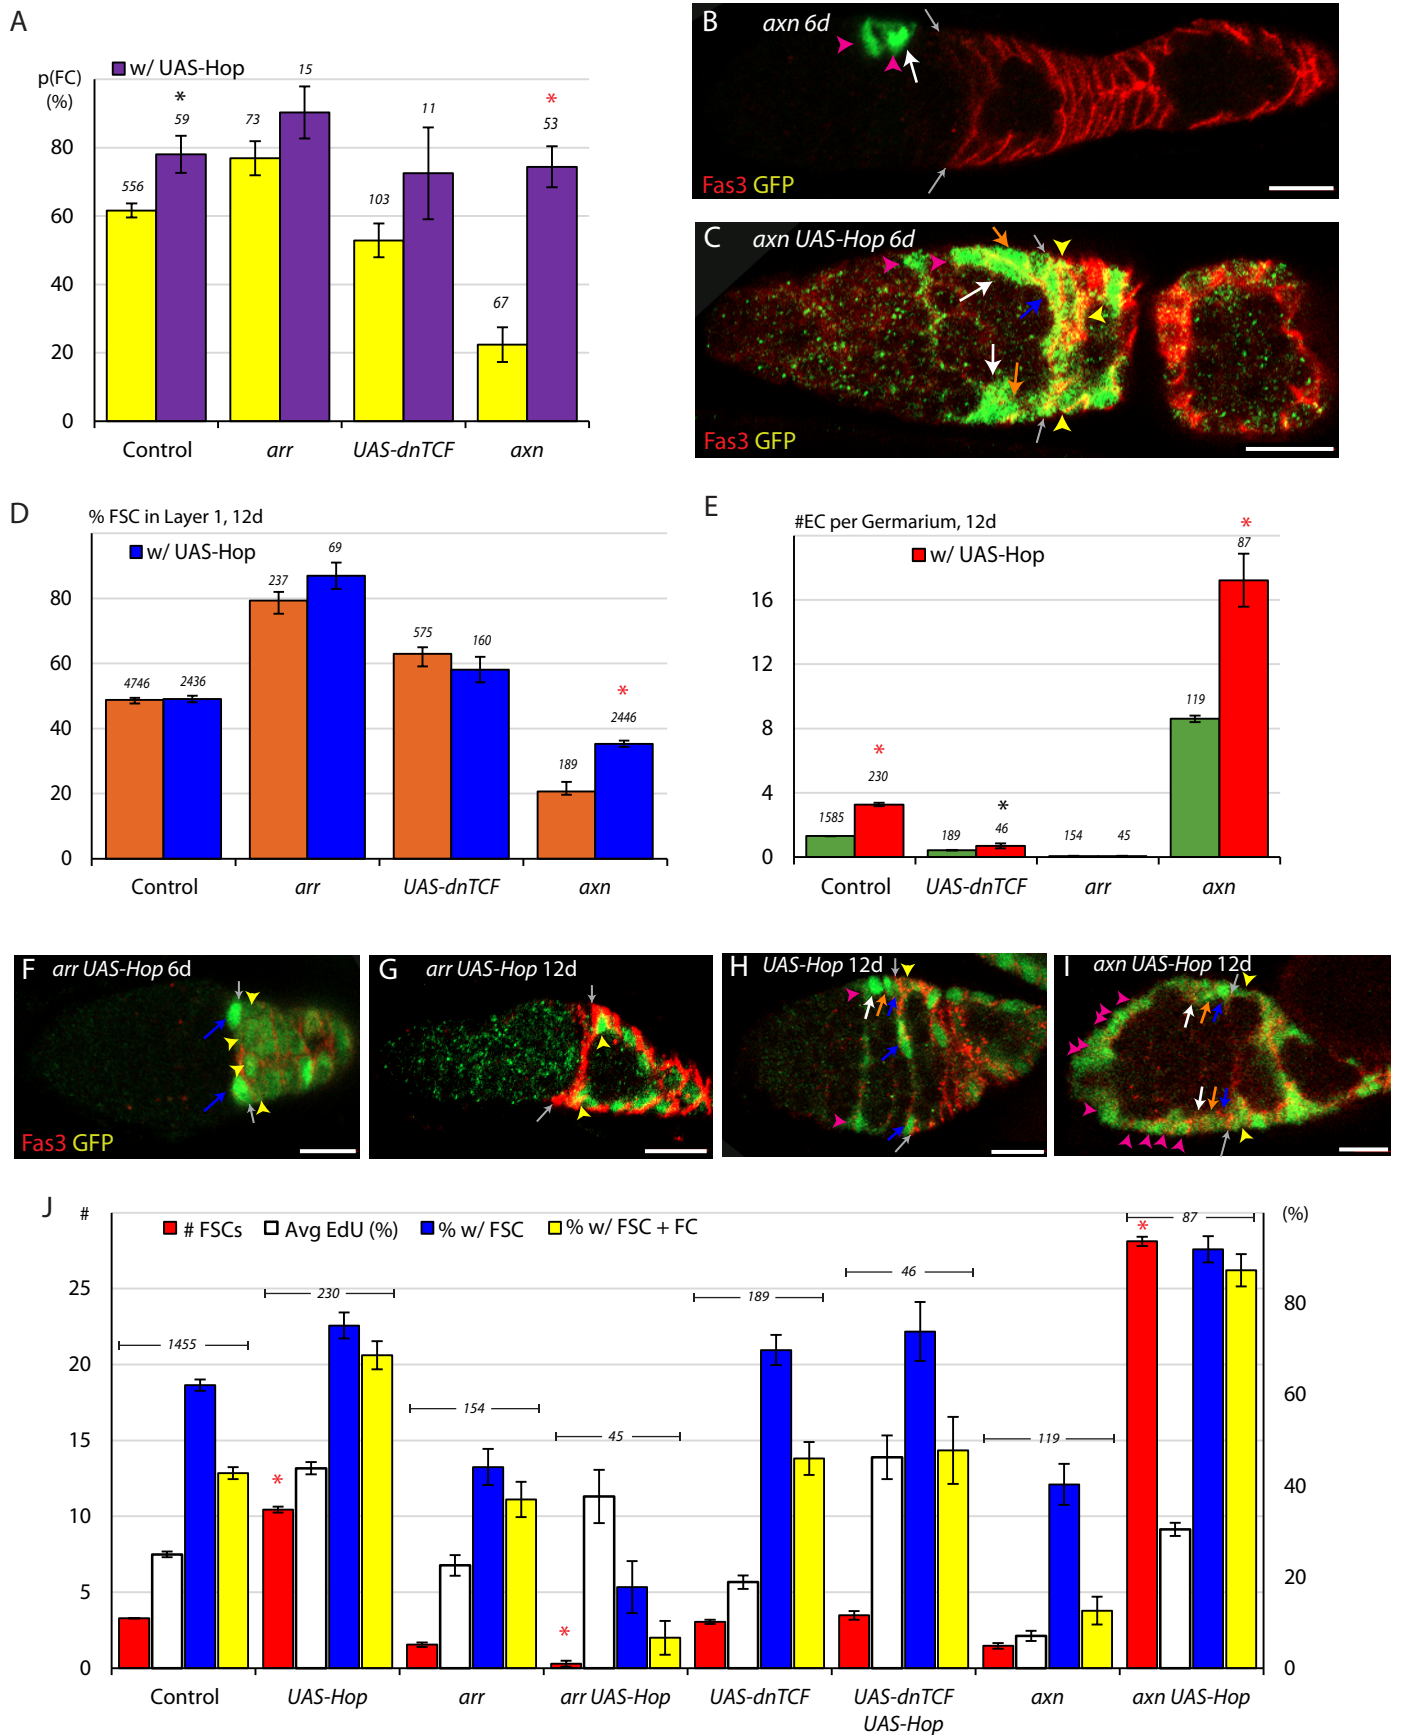 A
p(FC)
(%)
w/ UAS-Hop
*
*
556
59
73
15
103
11
67
53
80
60
40
20
0
Control
arr
UAS-dnTCF
axn
B
axn 6d
Fas3 GFP
C
axn UAS-Hop 6d
Fas3 GFP
D
% FSC in Layer 1, 12d
w/ UAS-Hop
*
4746
2436
237
69
575
160
189
2446
80
60
40
20
0
Control
arr
UAS-dnTCF
axn
E
#EC per Germarium, 12d
w/ UAS-Hop
*
*
*
1585
230
189
46
154
45
119
87
16
12
8
4
0
Control
UAS-dnTCF
arr
axn
F
arr UAS-Hop 6d
Fas3 GFP
G
arr UAS-Hop 12d
H
UAS-Hop 12d
I
axn UAS-Hop 12d
J
#
# FSCs
Avg EdU (%)
% w/ FSC
% w/ FSC + FC
(%)
1455
230
154
45
189
46
119
87
*
*
*
25
20
15
10
5
0
80
60
40
20
0
Control
UAS-Hop
arr
arr UAS-Hop
UAS-dnTCF
UAS-dnTCF
UAS-Hop
axn
axn UAS-Hop